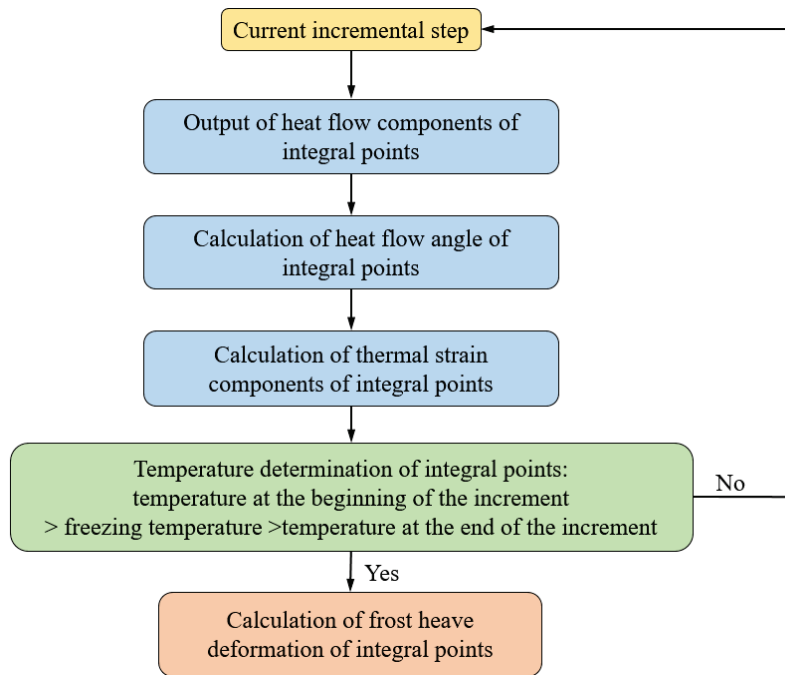 Current incremental step
Output of heat flow components of
integral points
Calculation of heat flow angle of
integral points
Calculation of thermal strain
components of integral points
Temperature determination of integral points:
temperature at the beginning of the increment
> freezing temperature >temperature at the end of the increment
No
Yes
Calculation of frost heave
deformation of integral points